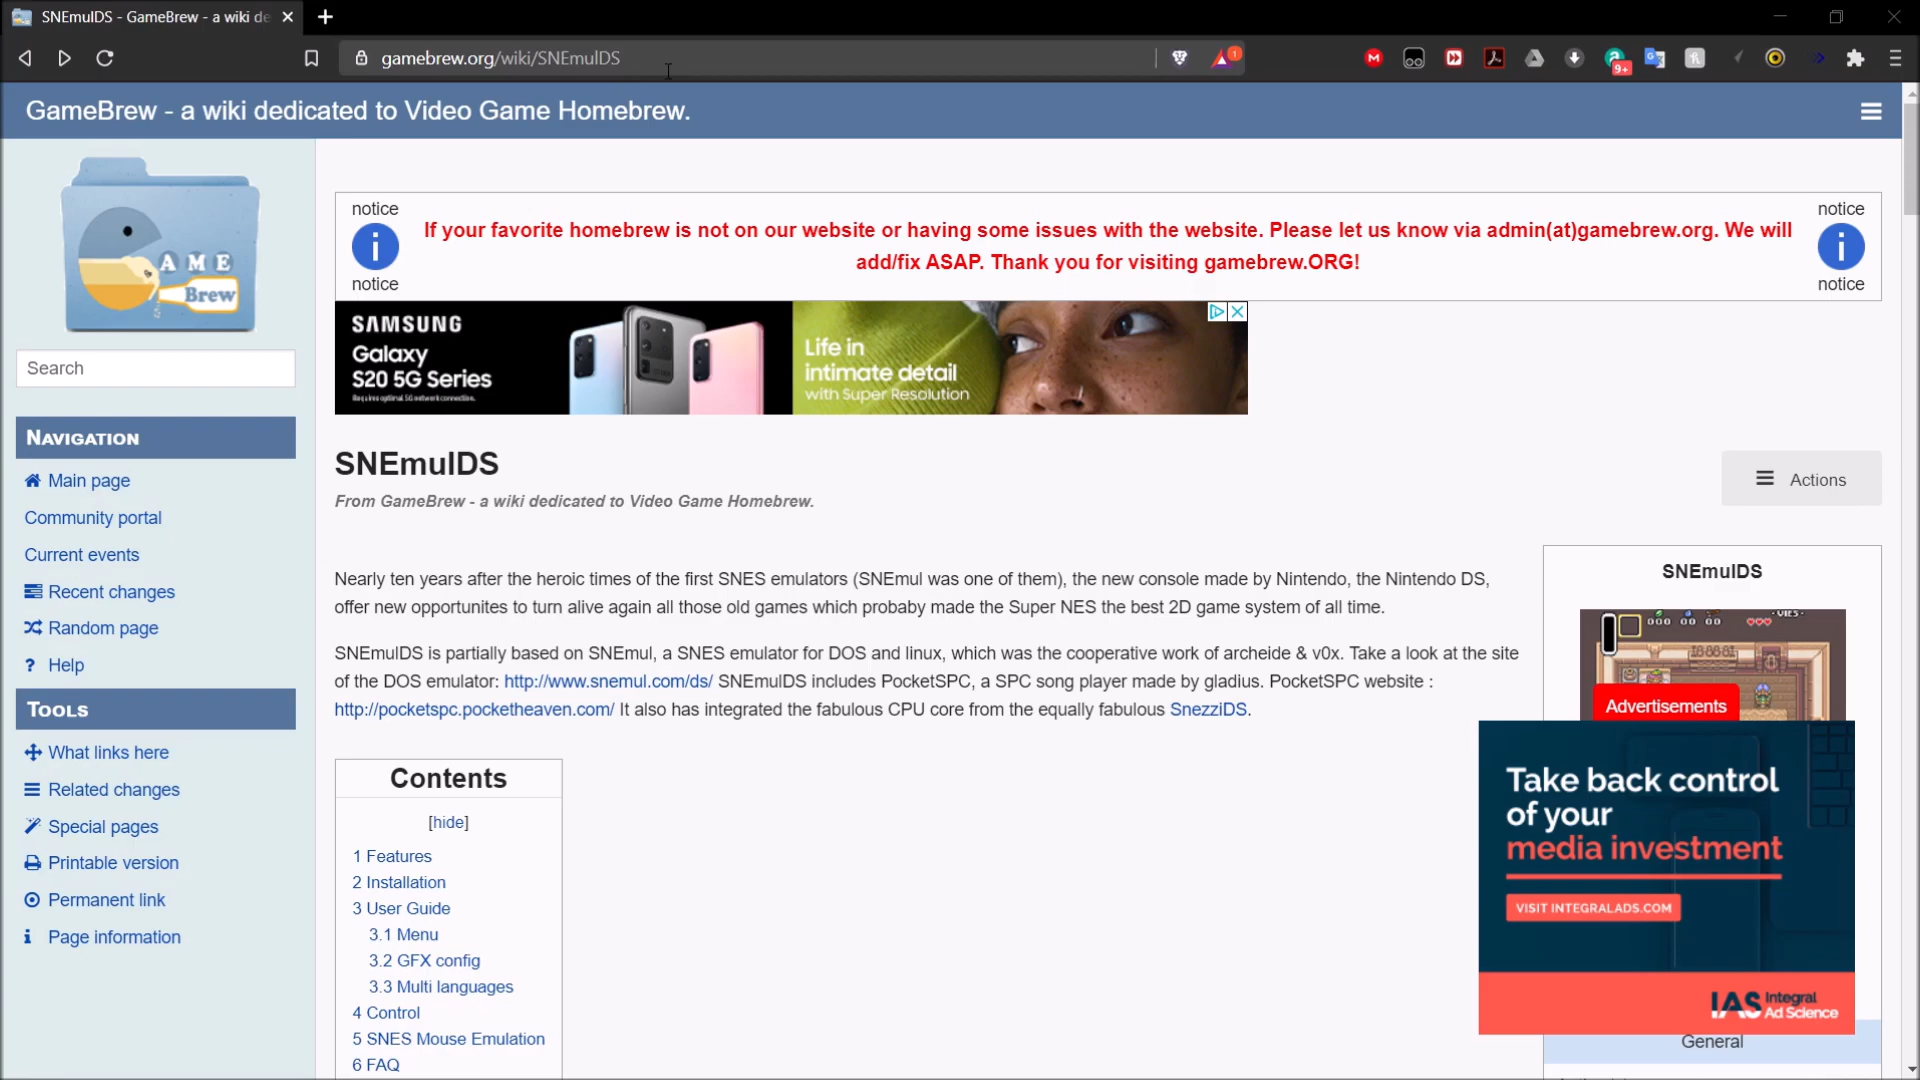 SNEmulDS - GameBrew - a wiki de
gamebrew.org/wiki/SNEmulDS
1
9+
GameBrew - a wiki dedicated to Video Game Homebrew.
AME
Brew
Search
NAVIGATION
Main page
Community portal
Current events
Recent changes
Random page
? Help
TOOLS
What links here
Related changes
Special pages
Printable version
Permanent link
Page information
notice
notice
If your favorite homebrew is not on our website or having some issues with the website. Please let us know via admin(at)gamebrew.org. We will
add/fix ASAP. Thank you for visiting gamebrew.ORG!
notice
notice
SAMSUNG
Galaxy
S20 5G Series
Requires optimal 5G network connection.
Life in
intimate detail
with Super Resolution
SNEmulDS
From GameBrew - a wiki dedicated to Video Game Homebrew.
Actions
Nearly ten years after the heroic times of the first SNES emulators (SNEmul was one of them), the new console made by Nintendo, the Nintendo DS,
offer new opportunites to turn alive again all those old games which probaby made the Super NES the best 2D game system of all time.
SNEmulDS is partially based on SNEmul, a SNES emulator for DOS and linux, which was the cooperative work of archeide & v0x. Take a look at the site
of the DOS emulator: http://www.snemul.com/ds/ SNEmulDS includes PocketSPC, a SPC song player made by gladius. PocketSPC website :
http://pocketspc.pocketheaven.com/ It also has integrated the fabulous CPU core from the equally fabulous SnezziDS.
Contents
[hide]
1 Features
2 Installation
3 User Guide
3.1 Menu
3.2 GFX config
3.3 Multi languages
4 Control
5 SNES Mouse Emulation
6 FAQ
SNEmulDS
000 00 00
Advertisements
Take back control
of your
media investment
VISIT INTEGRALADS.COM
IAS Integral
Ad Science
General